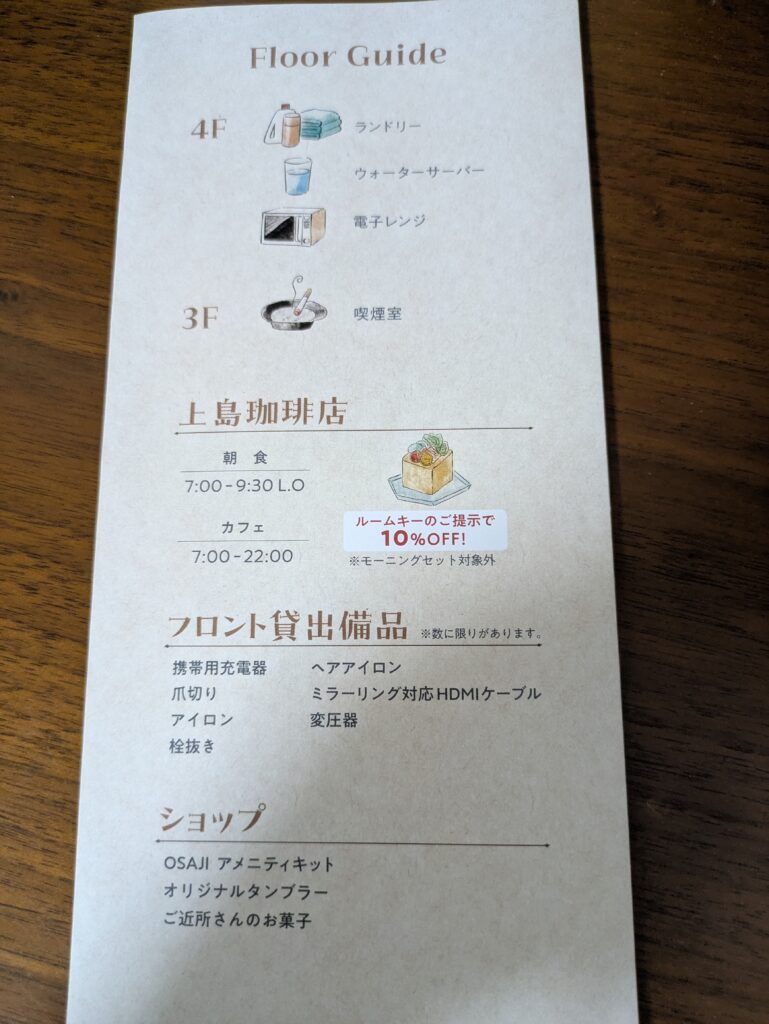 Floor Guide
4F
ランドリー
ウォーターサーバー
電子レンジ
3F
喫煙室
上島珈琲店
朝 食
7:00-9:30 L.O
カフェ
7:00-22:00
ルームキーのご提示で
10%OFF!
※モーニングセット対象外
フロント貸出備品 ※数に限りがあります。
携帯用充電器 ヘアアイロン
爪切り ミラーリング対応HDMIケーブル
アイロン 変圧器
栓抜き
ショップ
OSAJI アメニティキット
オリジナルタンブラー
ご近所さんのお菓子